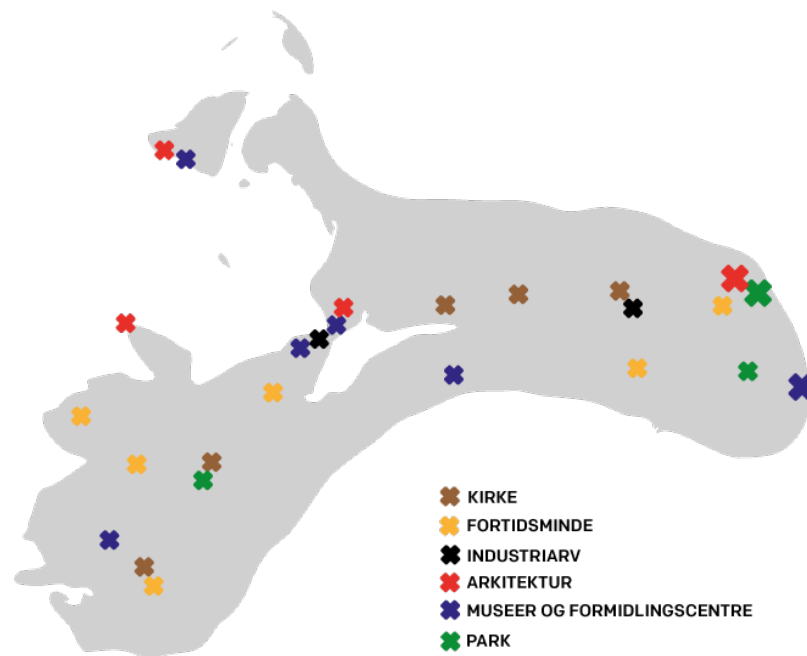 KIRKE
FORTIDSMINDE
INDUSTRIARV
ARKITEKTUR
MUSEER OG FORMIDLINGSCENTRE
PARK